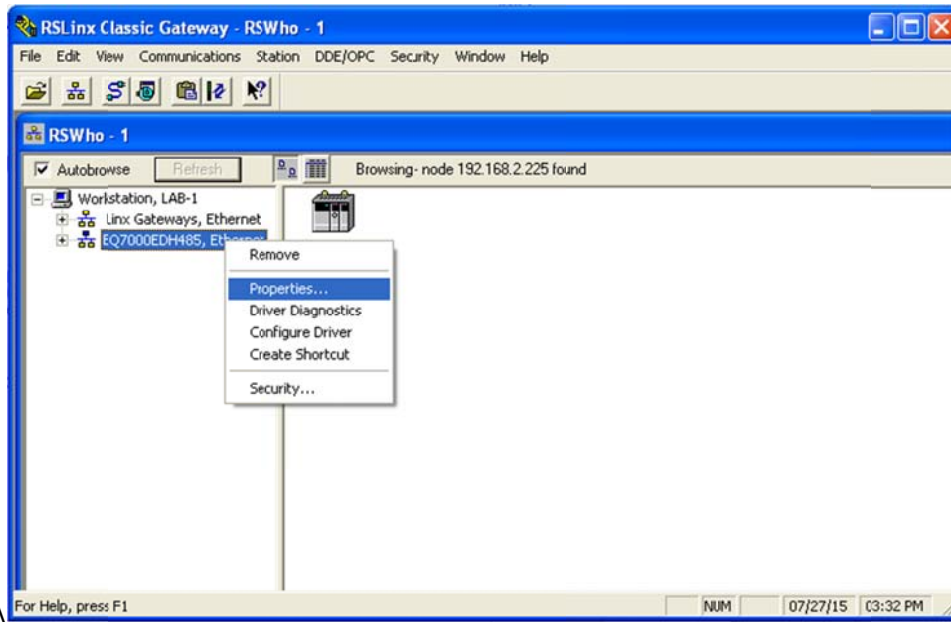 RSLinx Classic Gateway - RSWho - 1
File Edit View Communications Station DDE/OPC Security Window Help
RSWho - 1
Autobrowse Refresh Browsing- node 192.168.2.225 found
Workstation, LAB-1
Linx Gateways, Ethernet
EQ7000EDH485, Ethernet
Remove
Properties...
Driver Diagnostics
Configure Driver
Create Shortcut
Security...
For Help, press F1 NUM 07/27/15 03:32 PM